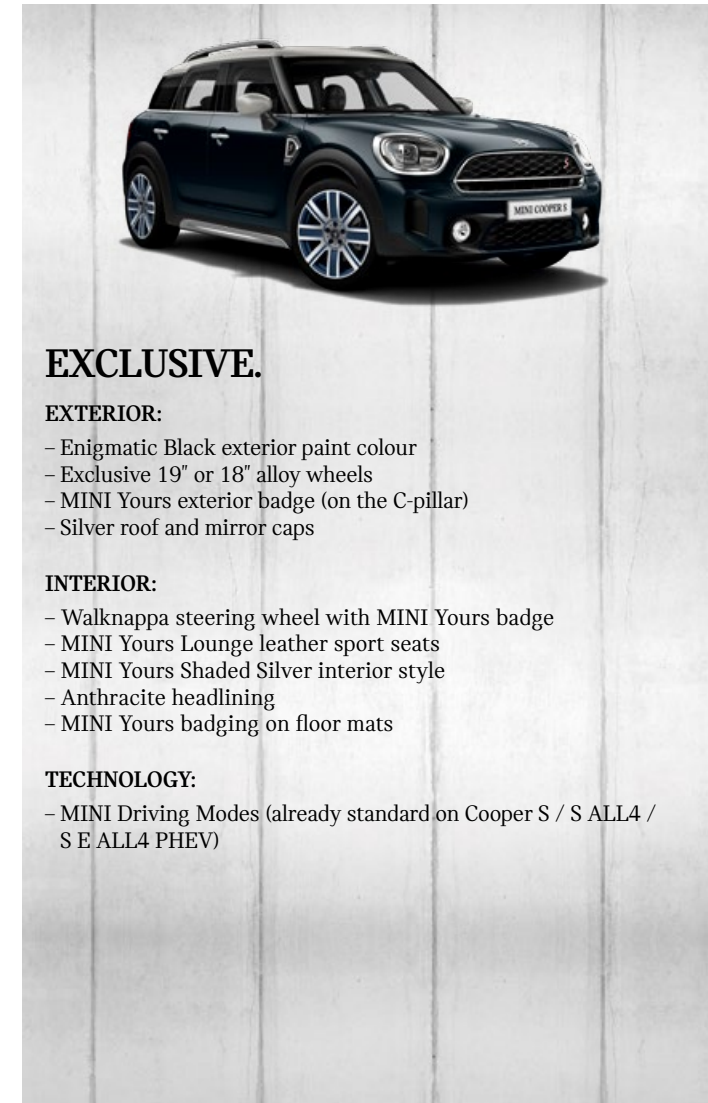 MINI COOPER S
EXCLUSIVE.
EXTERIOR:
– Enigmatic Black exterior paint colour
– Exclusive 19" or 18" alloy wheels
– MINI Yours exterior badge (on the C-pillar)
– Silver roof and mirror caps
INTERIOR:
– Walknappa steering wheel with MINI Yours badge
– MINI Yours Lounge leather sport seats
– MINI Yours Shaded Silver interior style
– Anthracite headlining
– MINI Yours badging on floor mats
TECHNOLOGY:
– MINI Driving Modes (already standard on Cooper S / S ALL4 /
S E ALL4 PHEV)